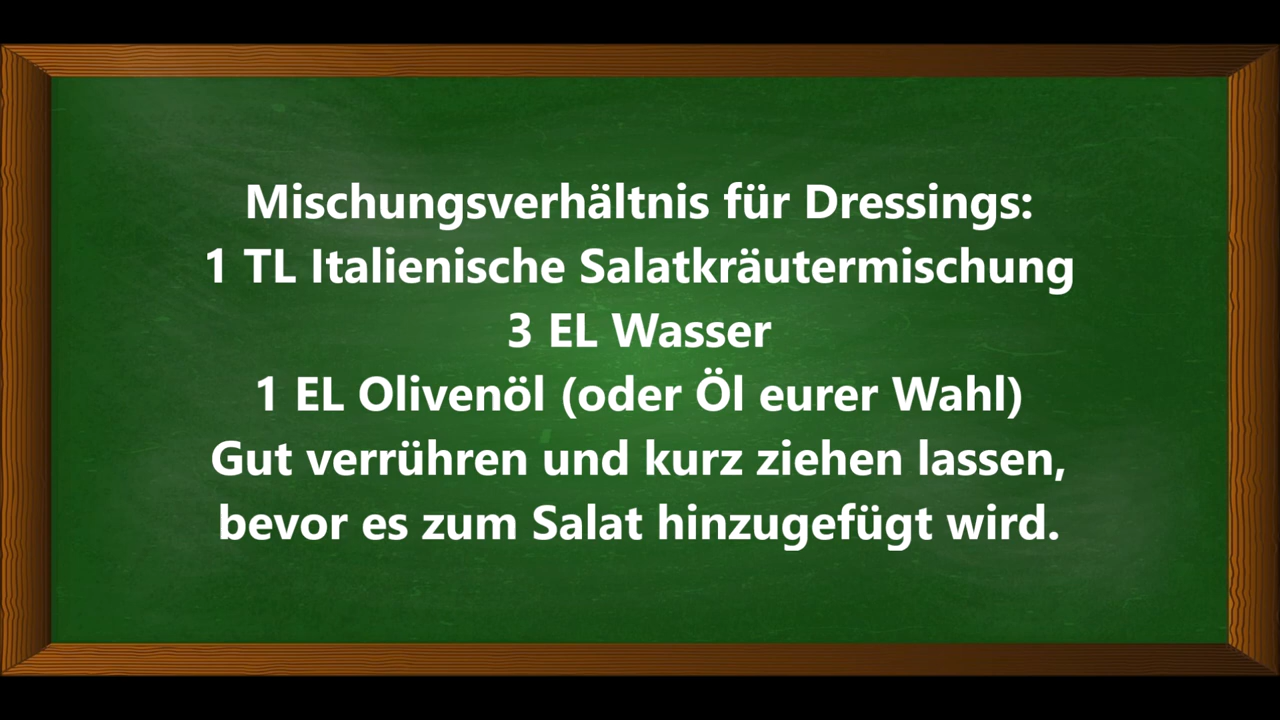 Mischungsverhältnis für Dressings:
1 TL Italienische Salatkräutermischung
3 EL Wasser
1 EL Olivenöl (oder Öl eurer Wahl)
Gut verrühren und kurz ziehen lassen,
bevor es zum Salat hinzugefügt wird.